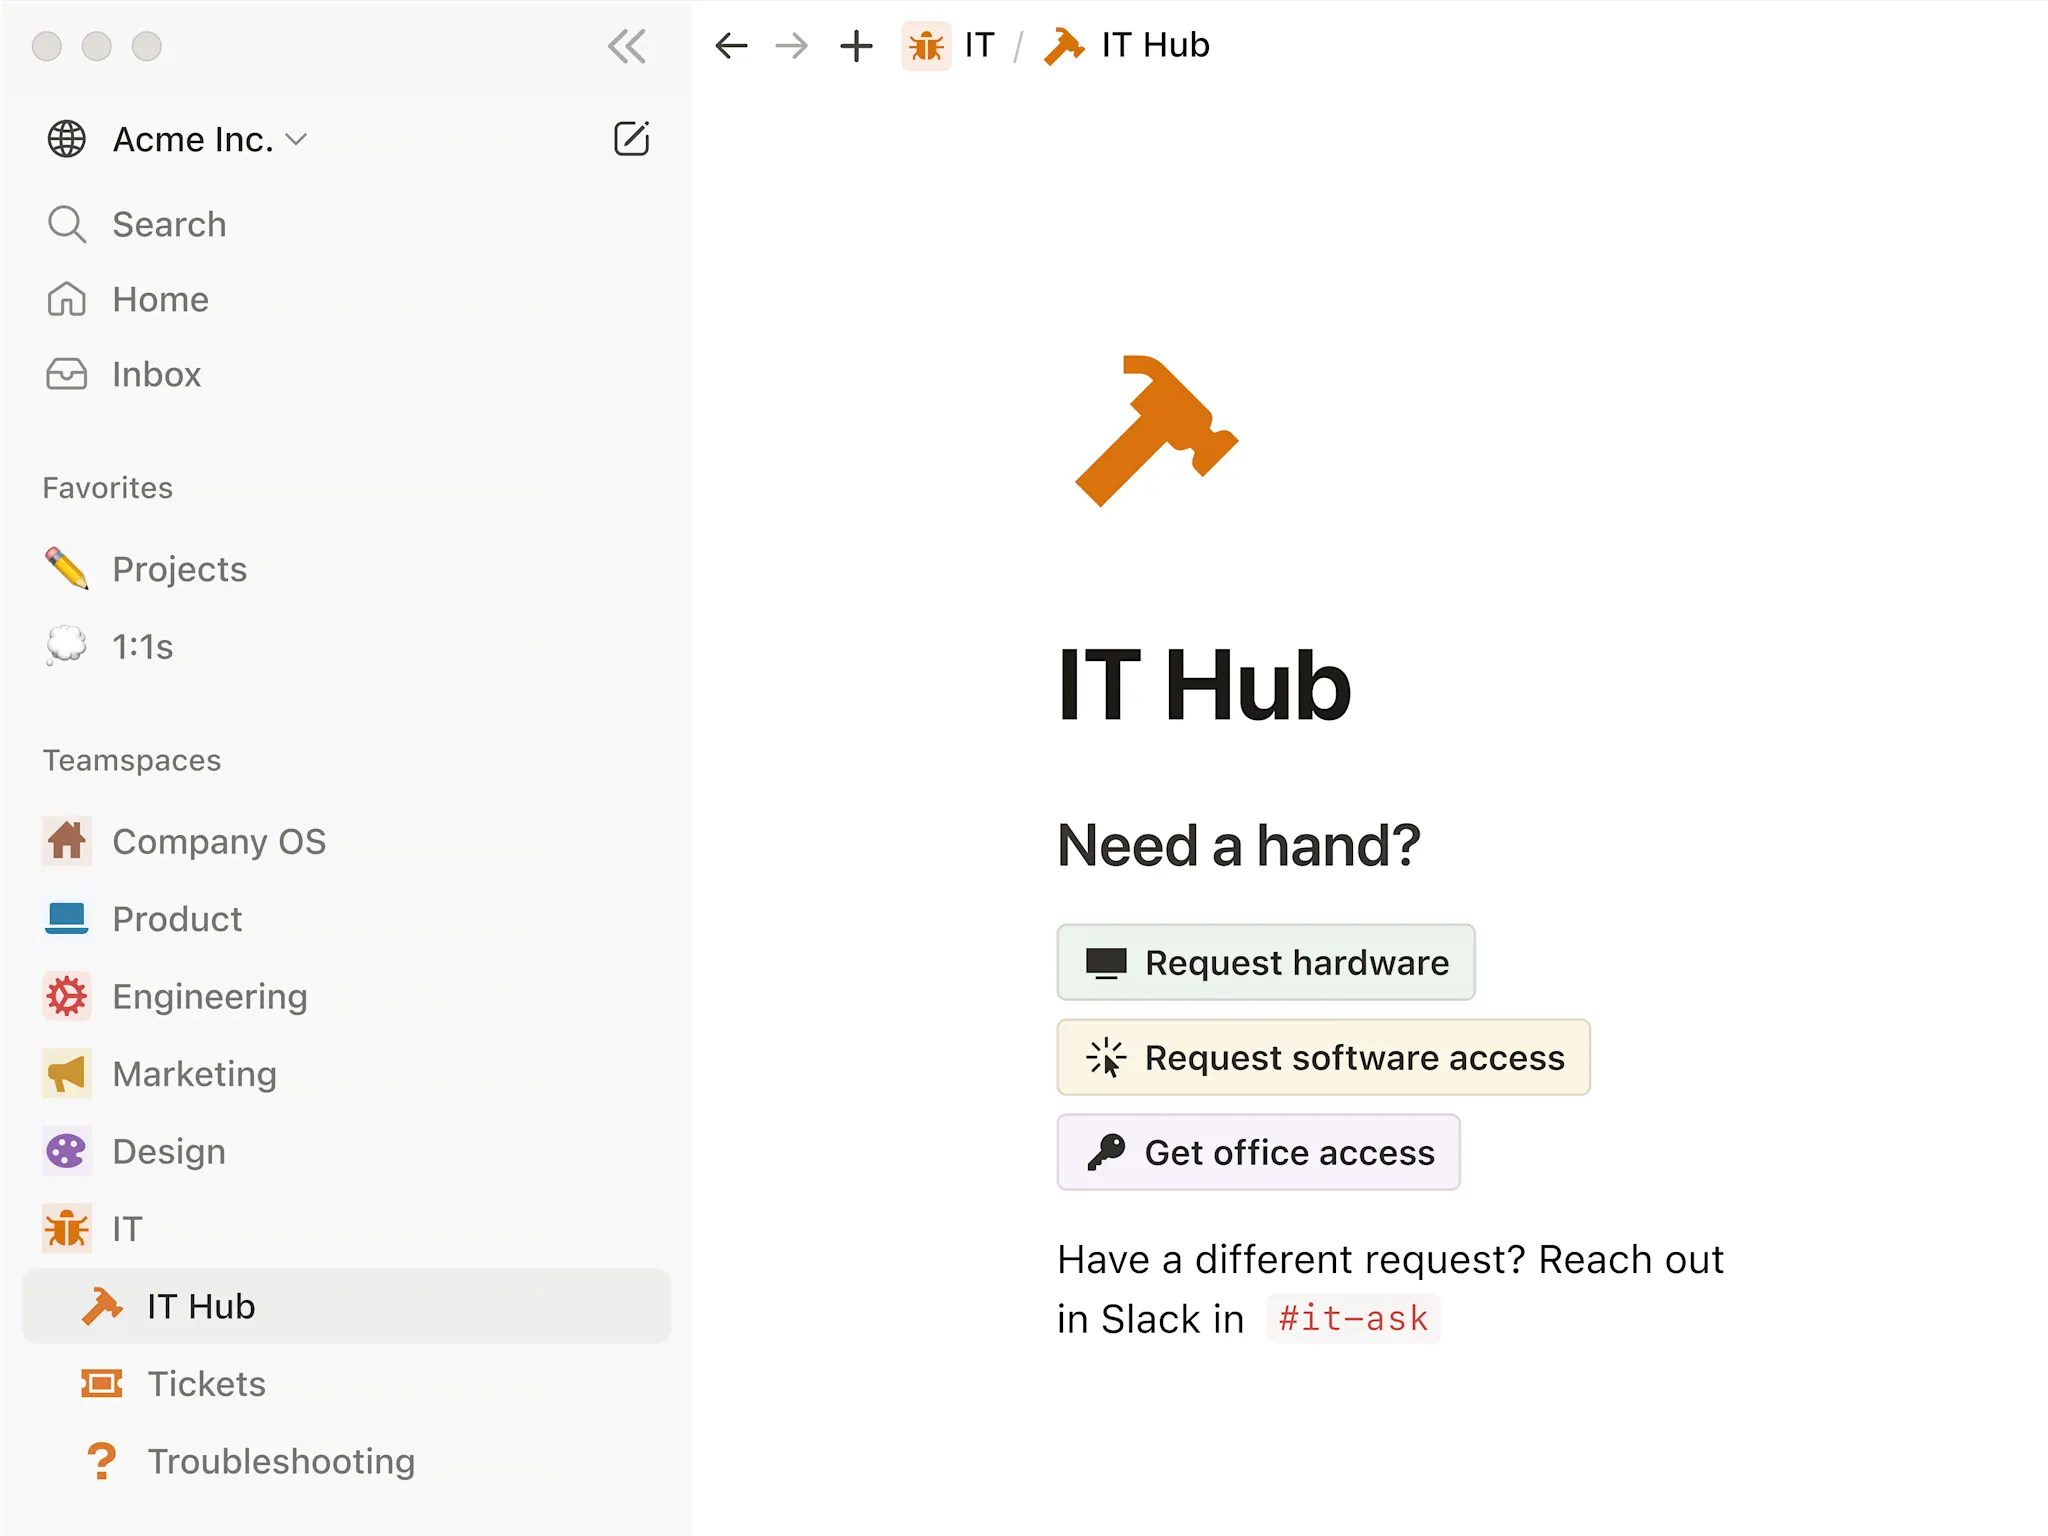 IT / IT Hub
Acme Inc.
Search
Home
Inbox
Favorites
Projects
1:1s
Teamspaces
Company OS
Product
Engineering
Marketing
Design
IT
IT Hub
Tickets
Troubleshooting
IT Hub
Need a hand?
Request hardware
Request software access
Get office access
Have a different request? Reach out
in Slack in #it-ask